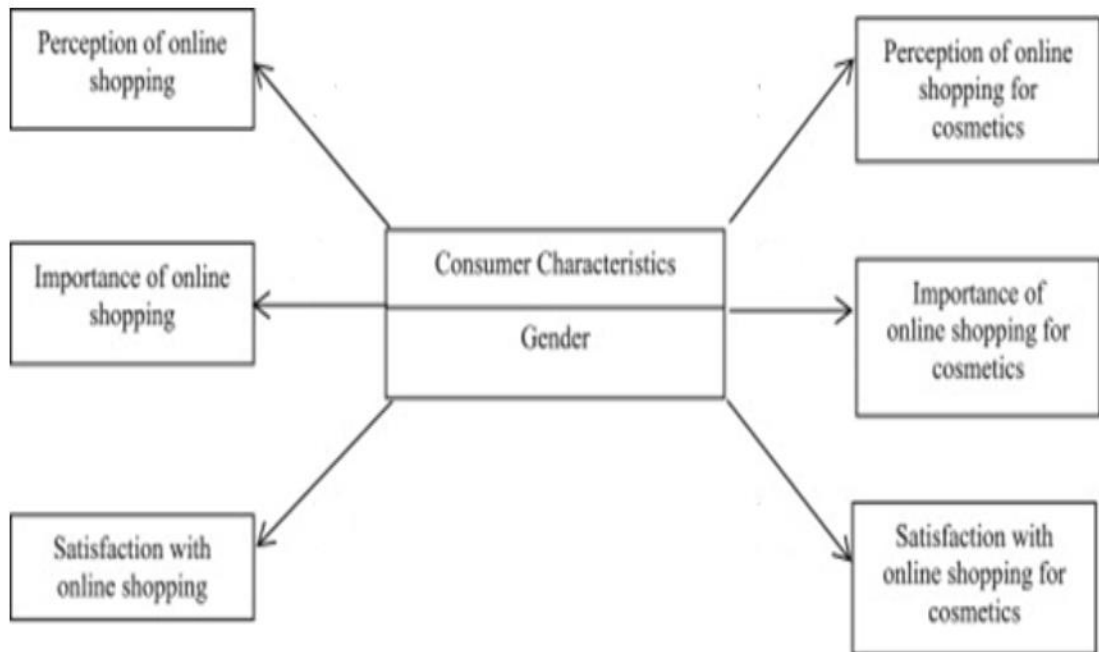 Perception of online
shopping
Perception of online
shopping for
cosmetics
Importance of online
shopping
Consumer Characteristics
Gender
Importance of
online shopping for
cosmetics
Satisfaction with
online shopping
Satisfaction with
online shopping for
cosmetics